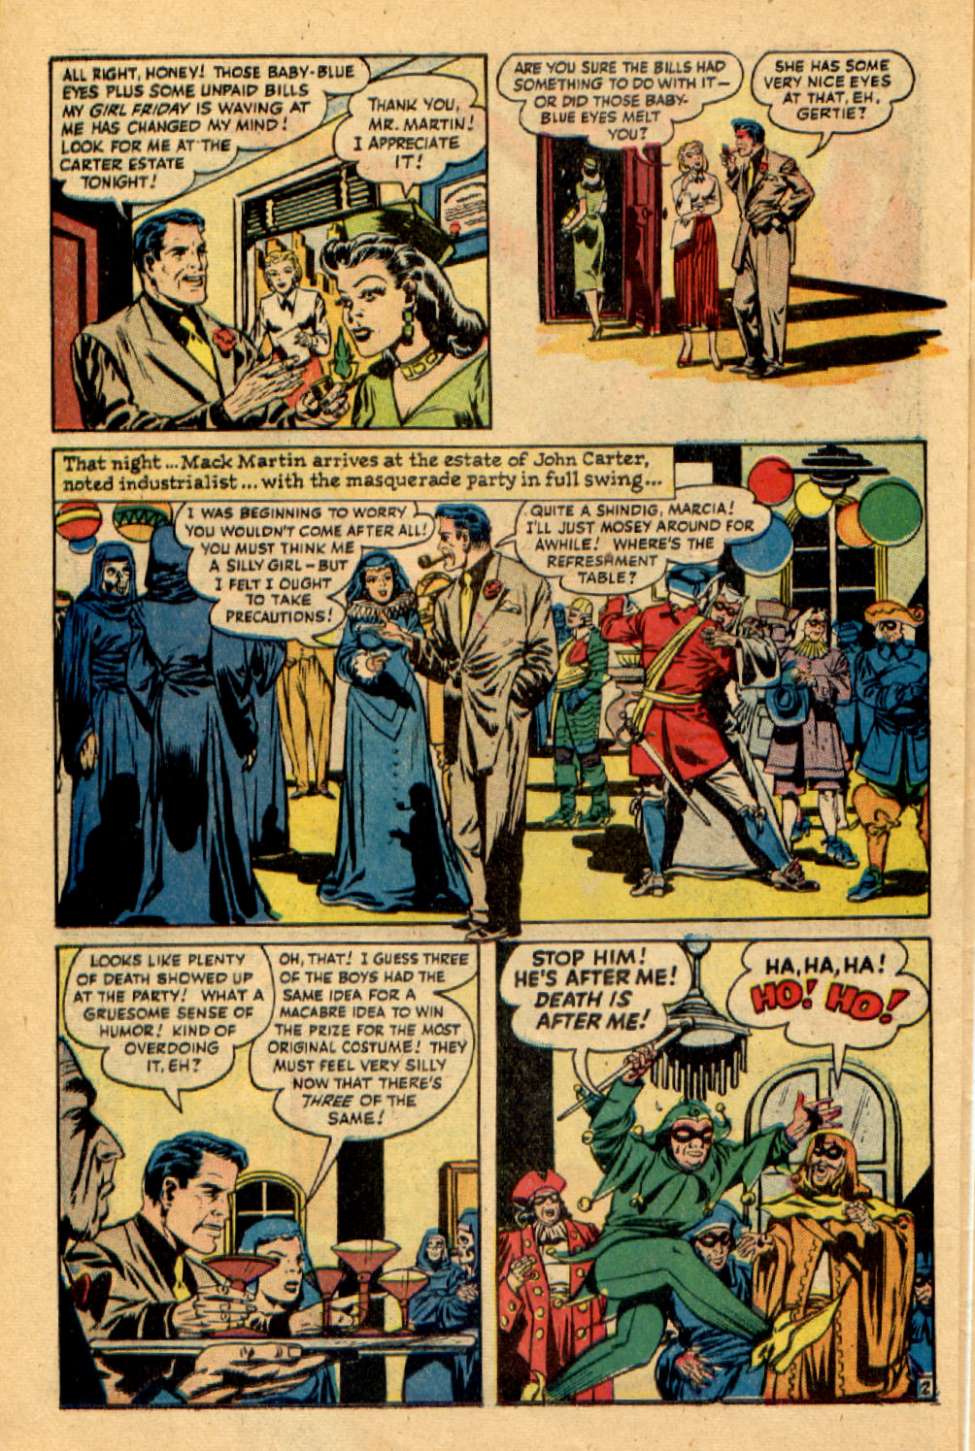 ALL RIGHT, HONEY! THOSE BABY-BLUE
EYES PLUS SOME UNPAID BILLS
MY GIRL FRIDAY IS WAVING AT
ME HAS CHANGED MY MIND!
LOOK FOR ME AT THE
CARTER ESTATE
TONIGHT!
THANK YOU,
MR. MARTIN!
I APPRECIATE
IT!
ARE YOU SURE THE BILLS HAD
SOMETHING TO DO WITH IT—
OR DID THOSE BABY-
BLUE EYES MELT
YOU?
SHE HAS SOME
VERY NICE EYES
AT THAT, EH,
GERTIE?
That night... Mack Martin arrives at the estate of John Carter,
noted industrialist... with the masquerade party in full swing...
I WAS BEGINNING TO WORRY
YOU WOULDN'T COME AFTER ALL!
YOU MUST THINK ME
A SILLY GIRL—BUT
I FELT I OUGHT
TO TAKE
PRECAUTIONS!
QUITE A SHINDIG, MARCIA!
I'LL JUST MOSEY AROUND FOR
AWHILE! WHERE'S THE
REFRESHMENT
TABLE?
LOOKS LIKE PLENTY
OF DEATH SHOWED UP
AT THE PARTY! WHAT A
GRUESOME SENSE OF
HUMOR! KIND OF
OVERDOING
IT, EH?
OH, THAT! I GUESS THREE
OF THE BOYS HAD THE
SAME IDEA FOR A
MACABRE IDEA TO WIN
THE PRIZE FOR THE MOST
ORIGINAL COSTUME! THEY
MUST FEEL VERY SILLY
NOW THAT THERE'S
THREE OF THE
SAME!
STOP HIM!
HE'S AFTER ME!
DEATH IS
AFTER ME!
HA, HA, HA!
HO! HO!
2